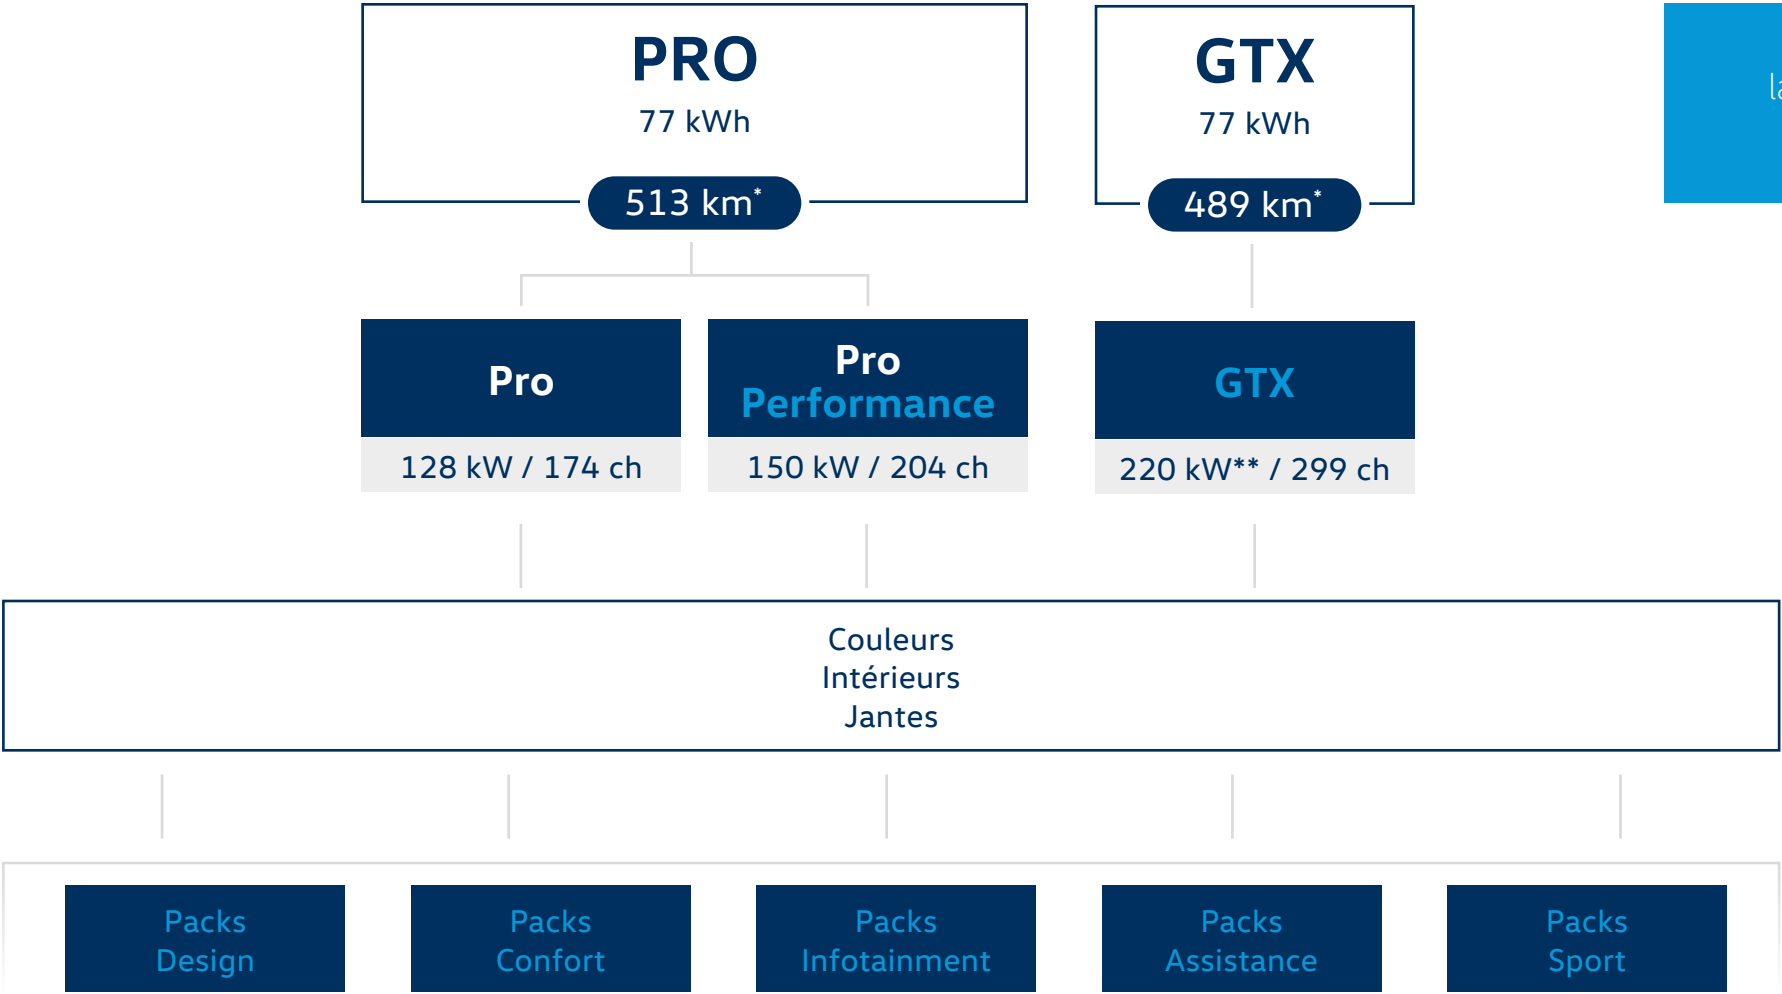 PRO
77 kWh
513 km*
GTX
77 kWh
489 km*
Pro
128 kW / 174 ch
Pro
Performance
150 kW / 204 ch
GTX
220 kW** / 299 ch
Couleurs
Intérieurs
Jantes
Packs
Design
Packs
Confort
Packs
Infotainment
Packs
Assistance
Packs
Sport